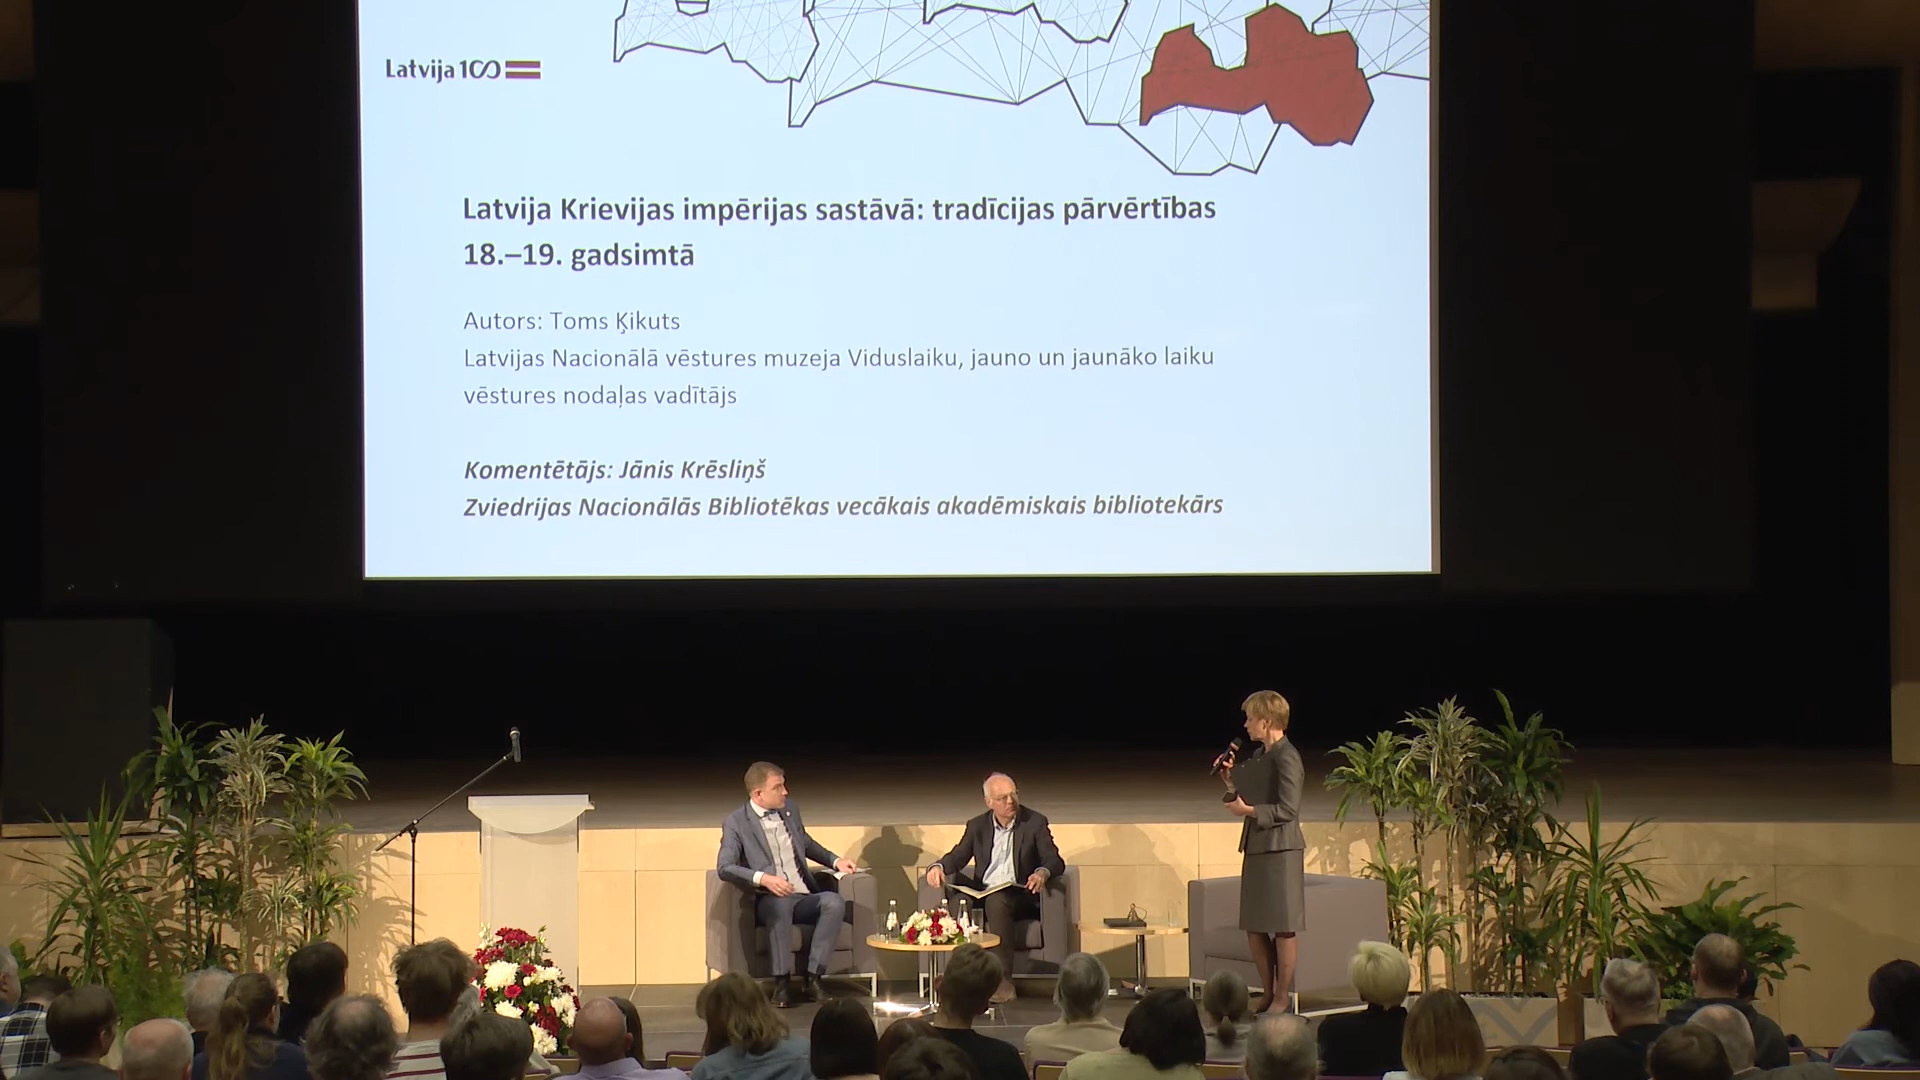 Latvija 100
Latvija Krievijas impērijas sastāvā: tradīcijas pārvērtības
18.–19. gadsimtā
Autors: Toms Ķikuts
Latvijas Nacionālā vēstures muzeja Viduslaiku, jauno un jaunāko laiku
vēstures nodaļas vadītājs
Komentētājs: Jānis Krēsliņš
Zviedrijas Nacionālās Bibliotēkas vecākais akadēmiskais bibliotekārs